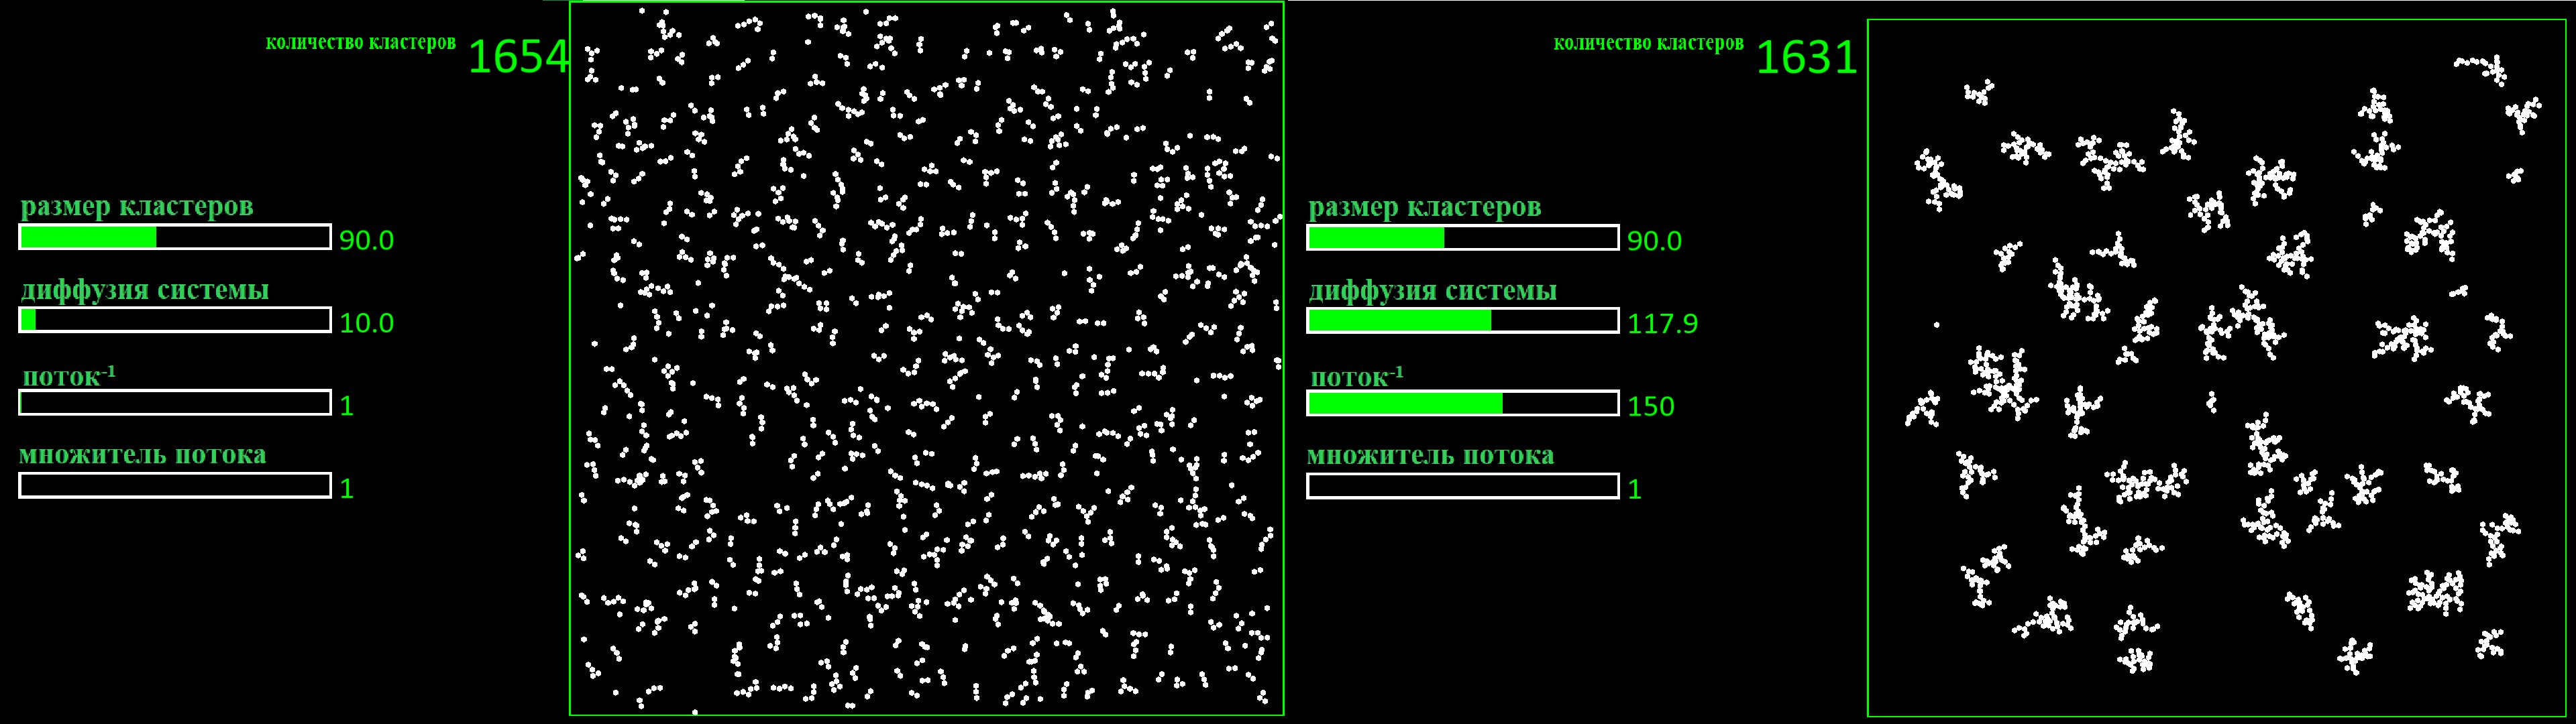 количество кластеров 1654
размер кластеров
90.0
диффузия системы
10.0
поток-1
1
множитель потока
1
количество кластеров 1631
размер кластеров
90.0
диффузия системы
117.9
поток-1
150
множитель потока
1